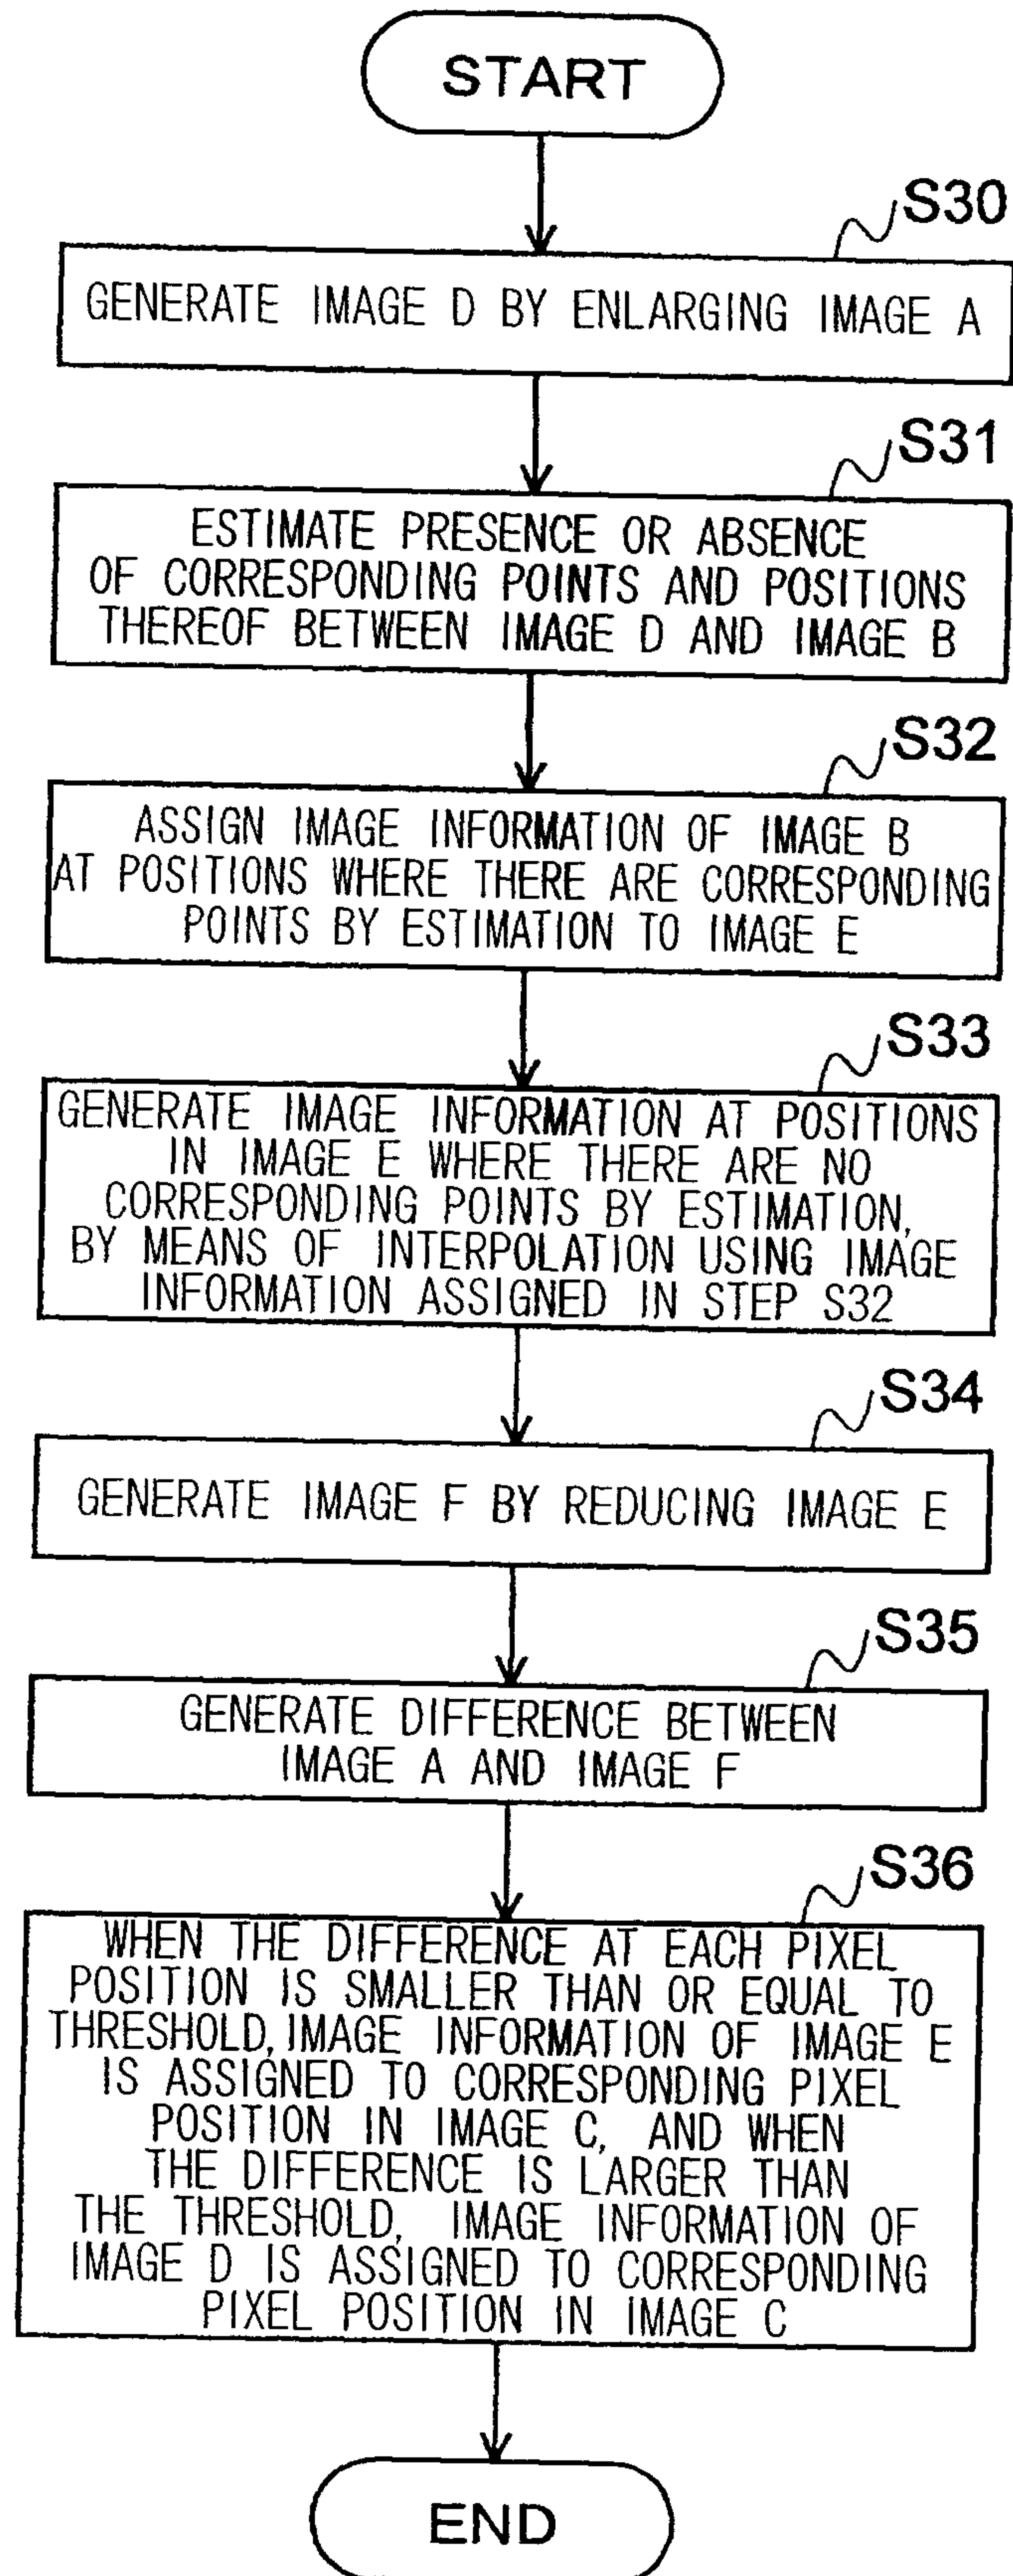 START
S30
GENERATE IMAGE D BY ENLARGING IMAGE A
S31
ESTIMATE PRESENCE OR ABSENCE
OF CORRESPONDING POINTS AND POSITIONS
THEREOF BETWEEN IMAGE D AND IMAGE B
S32
ASSIGN IMAGE INFORMATION OF IMAGE B
AT POSITIONS WHERE THERE ARE CORRESPONDING
POINTS BY ESTIMATION TO IMAGE E
S33
GENERATE IMAGE INFORMATION AT POSITIONS
IN IMAGE E WHERE THERE ARE NO
CORRESPONDING POINTS BY ESTIMATION,
BY MEANS OF INTERPOLATION USING IMAGE
INFORMATION ASSIGNED IN STEP S32
S34
GENERATE IMAGE F BY REDUCING IMAGE E
S35
GENERATE DIFFERENCE BETWEEN
IMAGE A AND IMAGE F
S36
WHEN THE DIFFERENCE AT EACH PIXEL
POSITION IS SMALLER THAN OR EQUAL TO
THRESHOLD, IMAGE INFORMATION OF IMAGE E
IS ASSIGNED TO CORRESPONDING PIXEL
POSITION IN IMAGE C, AND WHEN
THE DIFFERENCE IS LARGER THAN
THE THRESHOLD, IMAGE INFORMATION OF
IMAGE D IS ASSIGNED TO CORRESPONDING
PIXEL POSITION IN IMAGE C
END